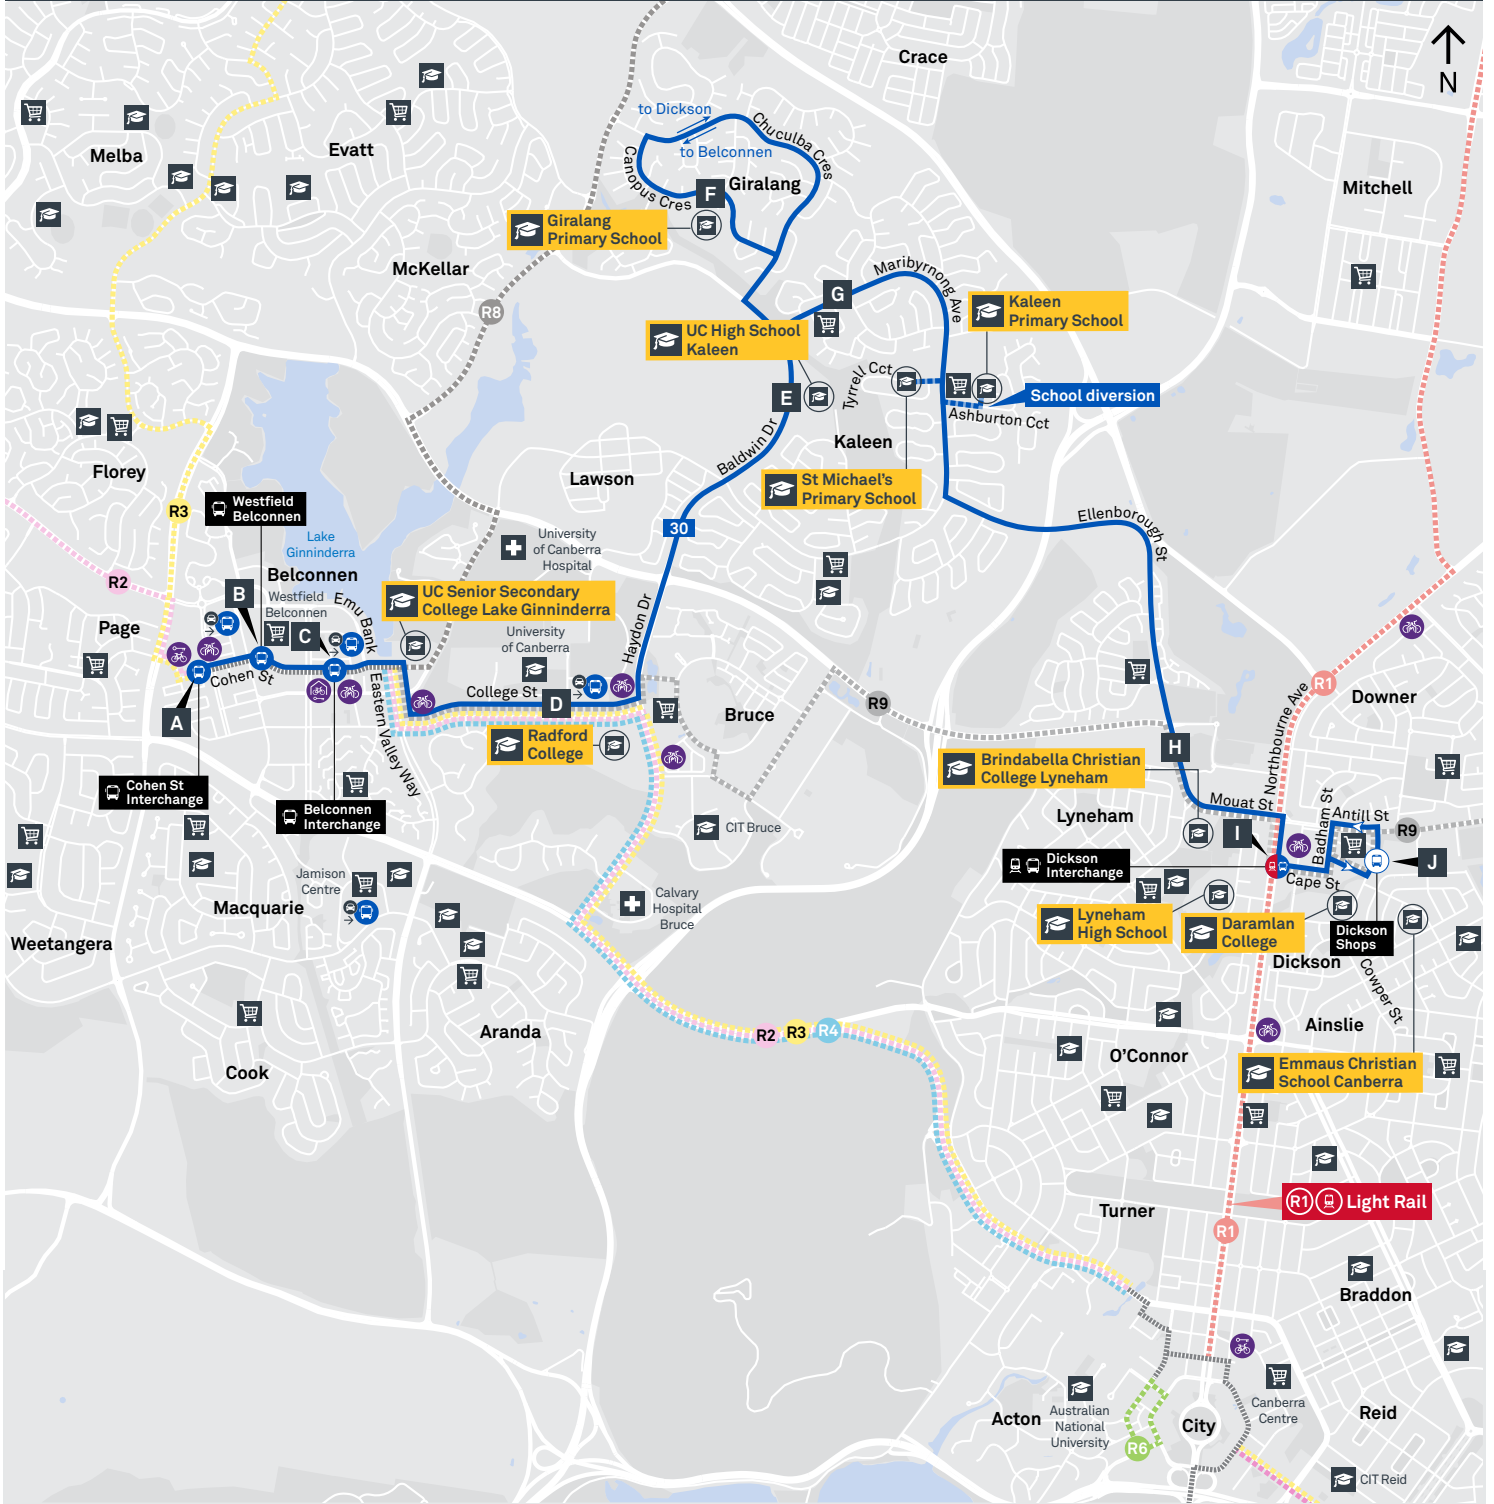 Crace
N
to Dickson
Chuculba Cres
to Belconnen
Canopus Cres
F
Giralang
Melba
Evatt
Mitchell
Giralang
Primary School
McKellar
Maribyrnong Ave
G
Kaleen
Primary School
R8
UC High School
Kaleen
Tyrrell Cct
E
School diversion
Ashburton Cct
Baldwin Dr
Kaleen
Florey
Lawson
St Michael's
Primary School
Westfield
Belconnen
R3
30
Ellenborough St
Lake
Ginninderra
University
of Canberra
Hospital
Belconnen
R2
B
Westfield
Belconnen
Emu Bank
UC Senior Secondary
College Lake Ginninderra
Haydon Dr
Page
C
University
of Canberra
Cohen St
Eastern Valley Way
College St
D
A
R1
R9
Northbourne Ave
Downer
Bruce
Radford
College
H
Brindabella Christian
College Lyneham
Cohen St
Interchange
Belconnen
Interchange
Mouat St
Badham St
Antill St
R9
Lyneham
CIT Bruce
I
J
Dickson
Interchange
Cape St
Jamison
Centre
Macquarie
Calvary
Hospital
Bruce
Lyneham
High School
Daramlan
College
Dickson
Shops
Weetangera
Dickson
Cowper St
Aranda
R2
R3
R4
Ainslie
O'Connor
Cook
Emmaus Christian
School Canberra
R1
Light Rail
Turner
R1
Braddon
Acton
Australian
National
University
City
Canberra
Centre
Reid
R6
CIT Reid